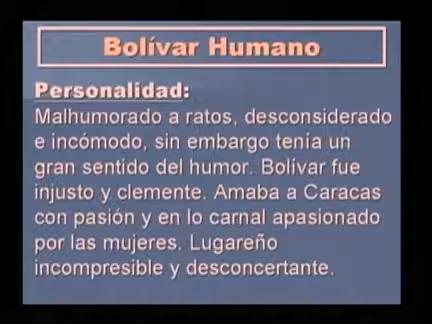 Bolívar Humano
Personalidad:
Malhumorado a ratos, desconsiderado
e incómodo, sin embargo tenía un
gran sentido del humor. Bolívar fue
injusto y clemente. Amaba a Caracas
con pasión y en lo carnal apasionado
por las mujeres. Lugareño
incompresible y desconcertante.